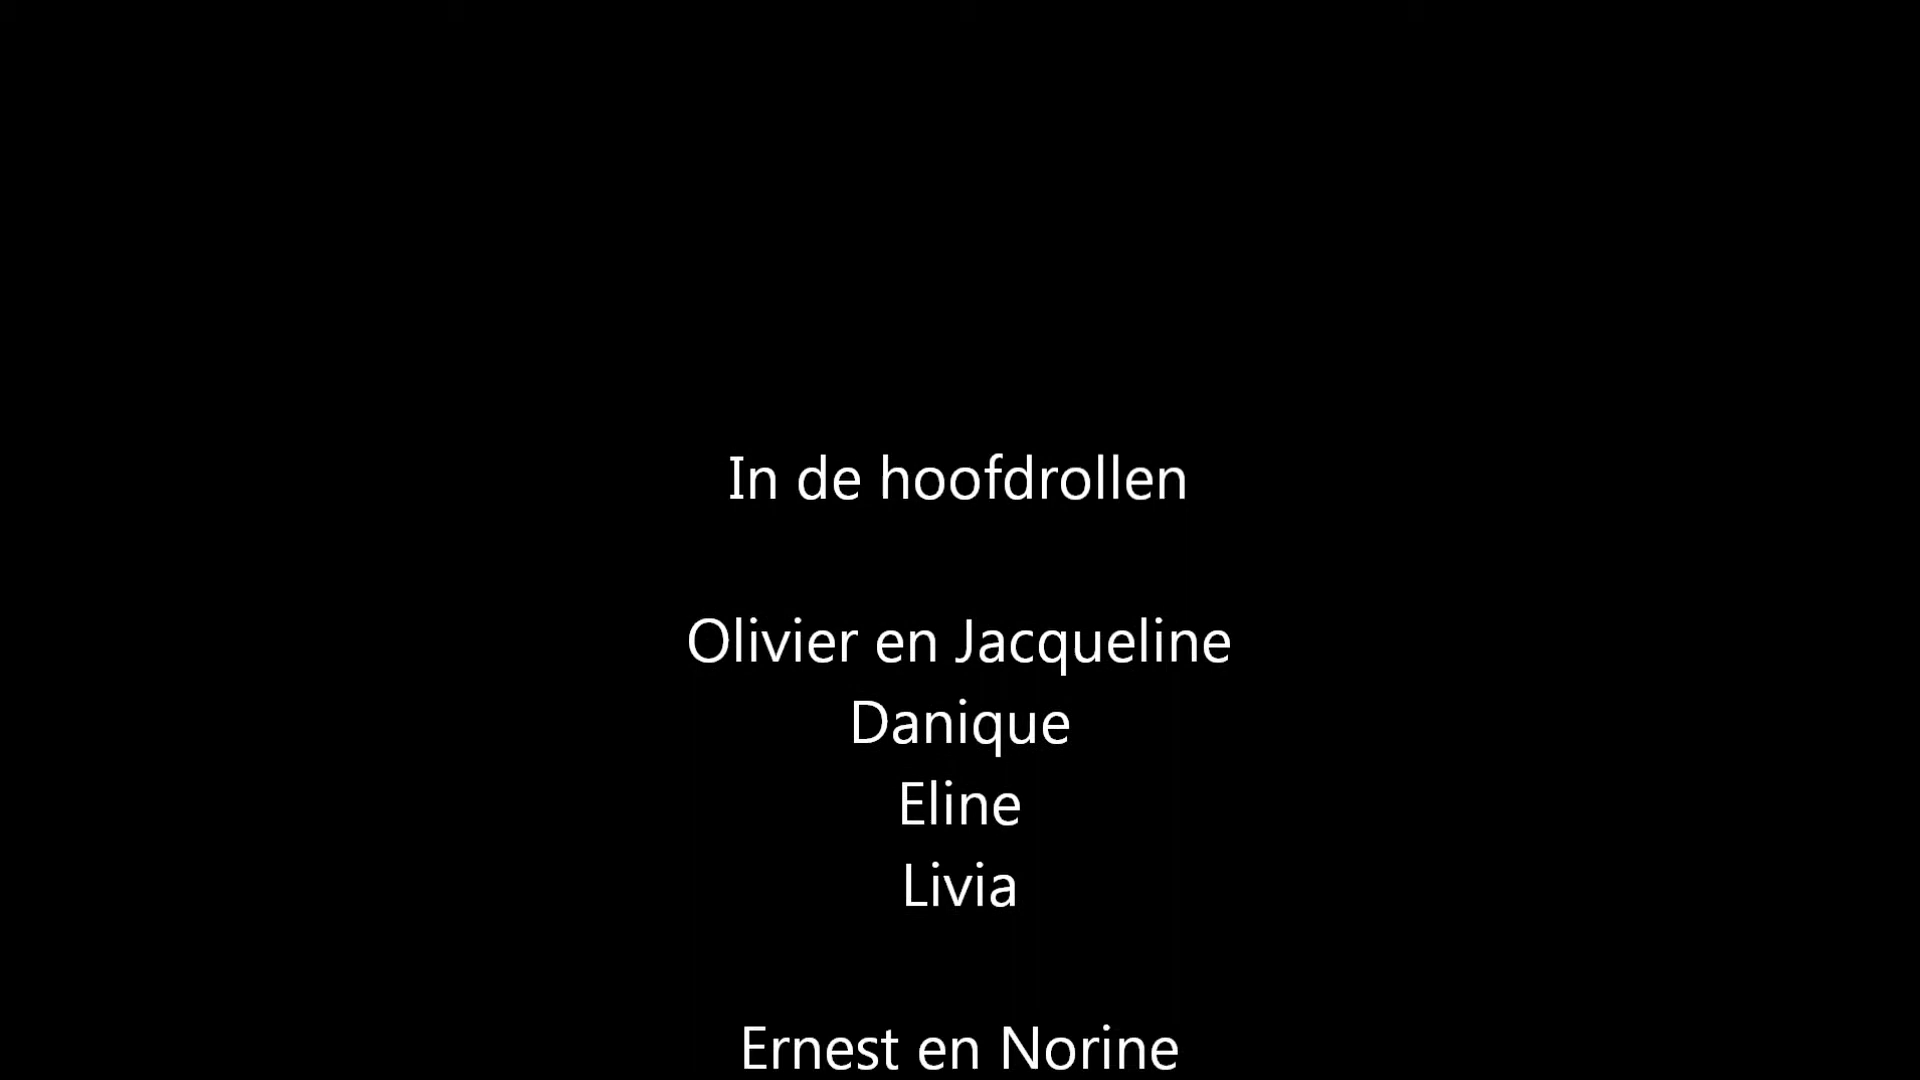 In de hoofdrollen
Olivier en Jacqueline
Danique
Eline
Livia
Ernest en Norine